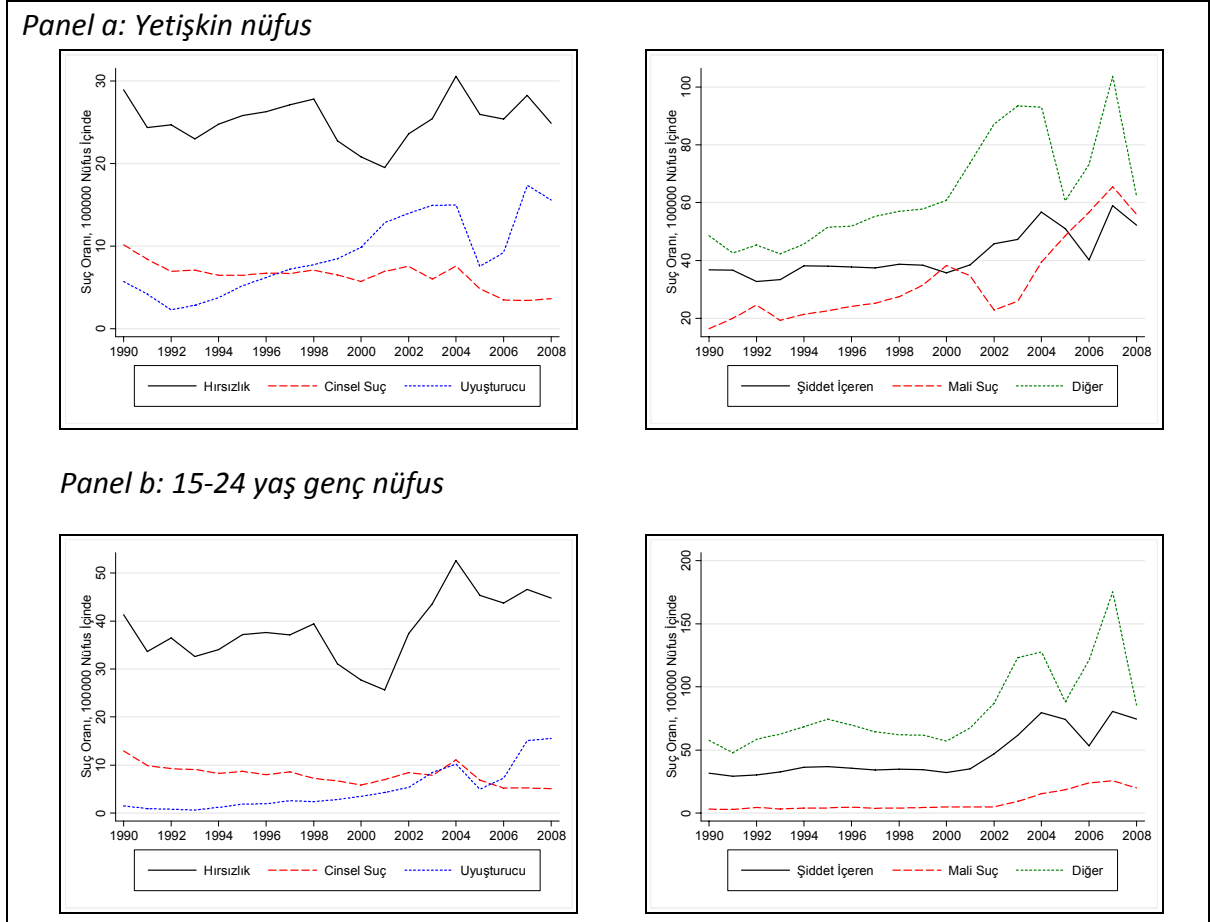 Panel a: Yetişkin nüfus
Suç Oranı, 100000 Nüfus İçinde
30
20
10
0
1990 1992 1994 1996 1998 2000 2002 2004 2006 2008
Hırsızlık Cinsel Suç Uyuşturucu
Suç Oranı, 100000 Nüfus İçinde
100
80
60
40
20
1990 1992 1994 1996 1998 2000 2002 2004 2006 2008
Şiddet İçeren Mali Suç Diğer
Panel b: 15-24 yaş genç nüfus
Suç Oranı, 100000 Nüfus İçinde
50
40
30
20
10
0
1990 1992 1994 1996 1998 2000 2002 2004 2006 2008
Hırsızlık Cinsel Suç Uyuşturucu
Suç Oranı, 100000 Nüfus İçinde
200
150
100
50
0
1990 1992 1994 1996 1998 2000 2002 2004 2006 2008
Şiddet İçeren Mali Suç Diğer